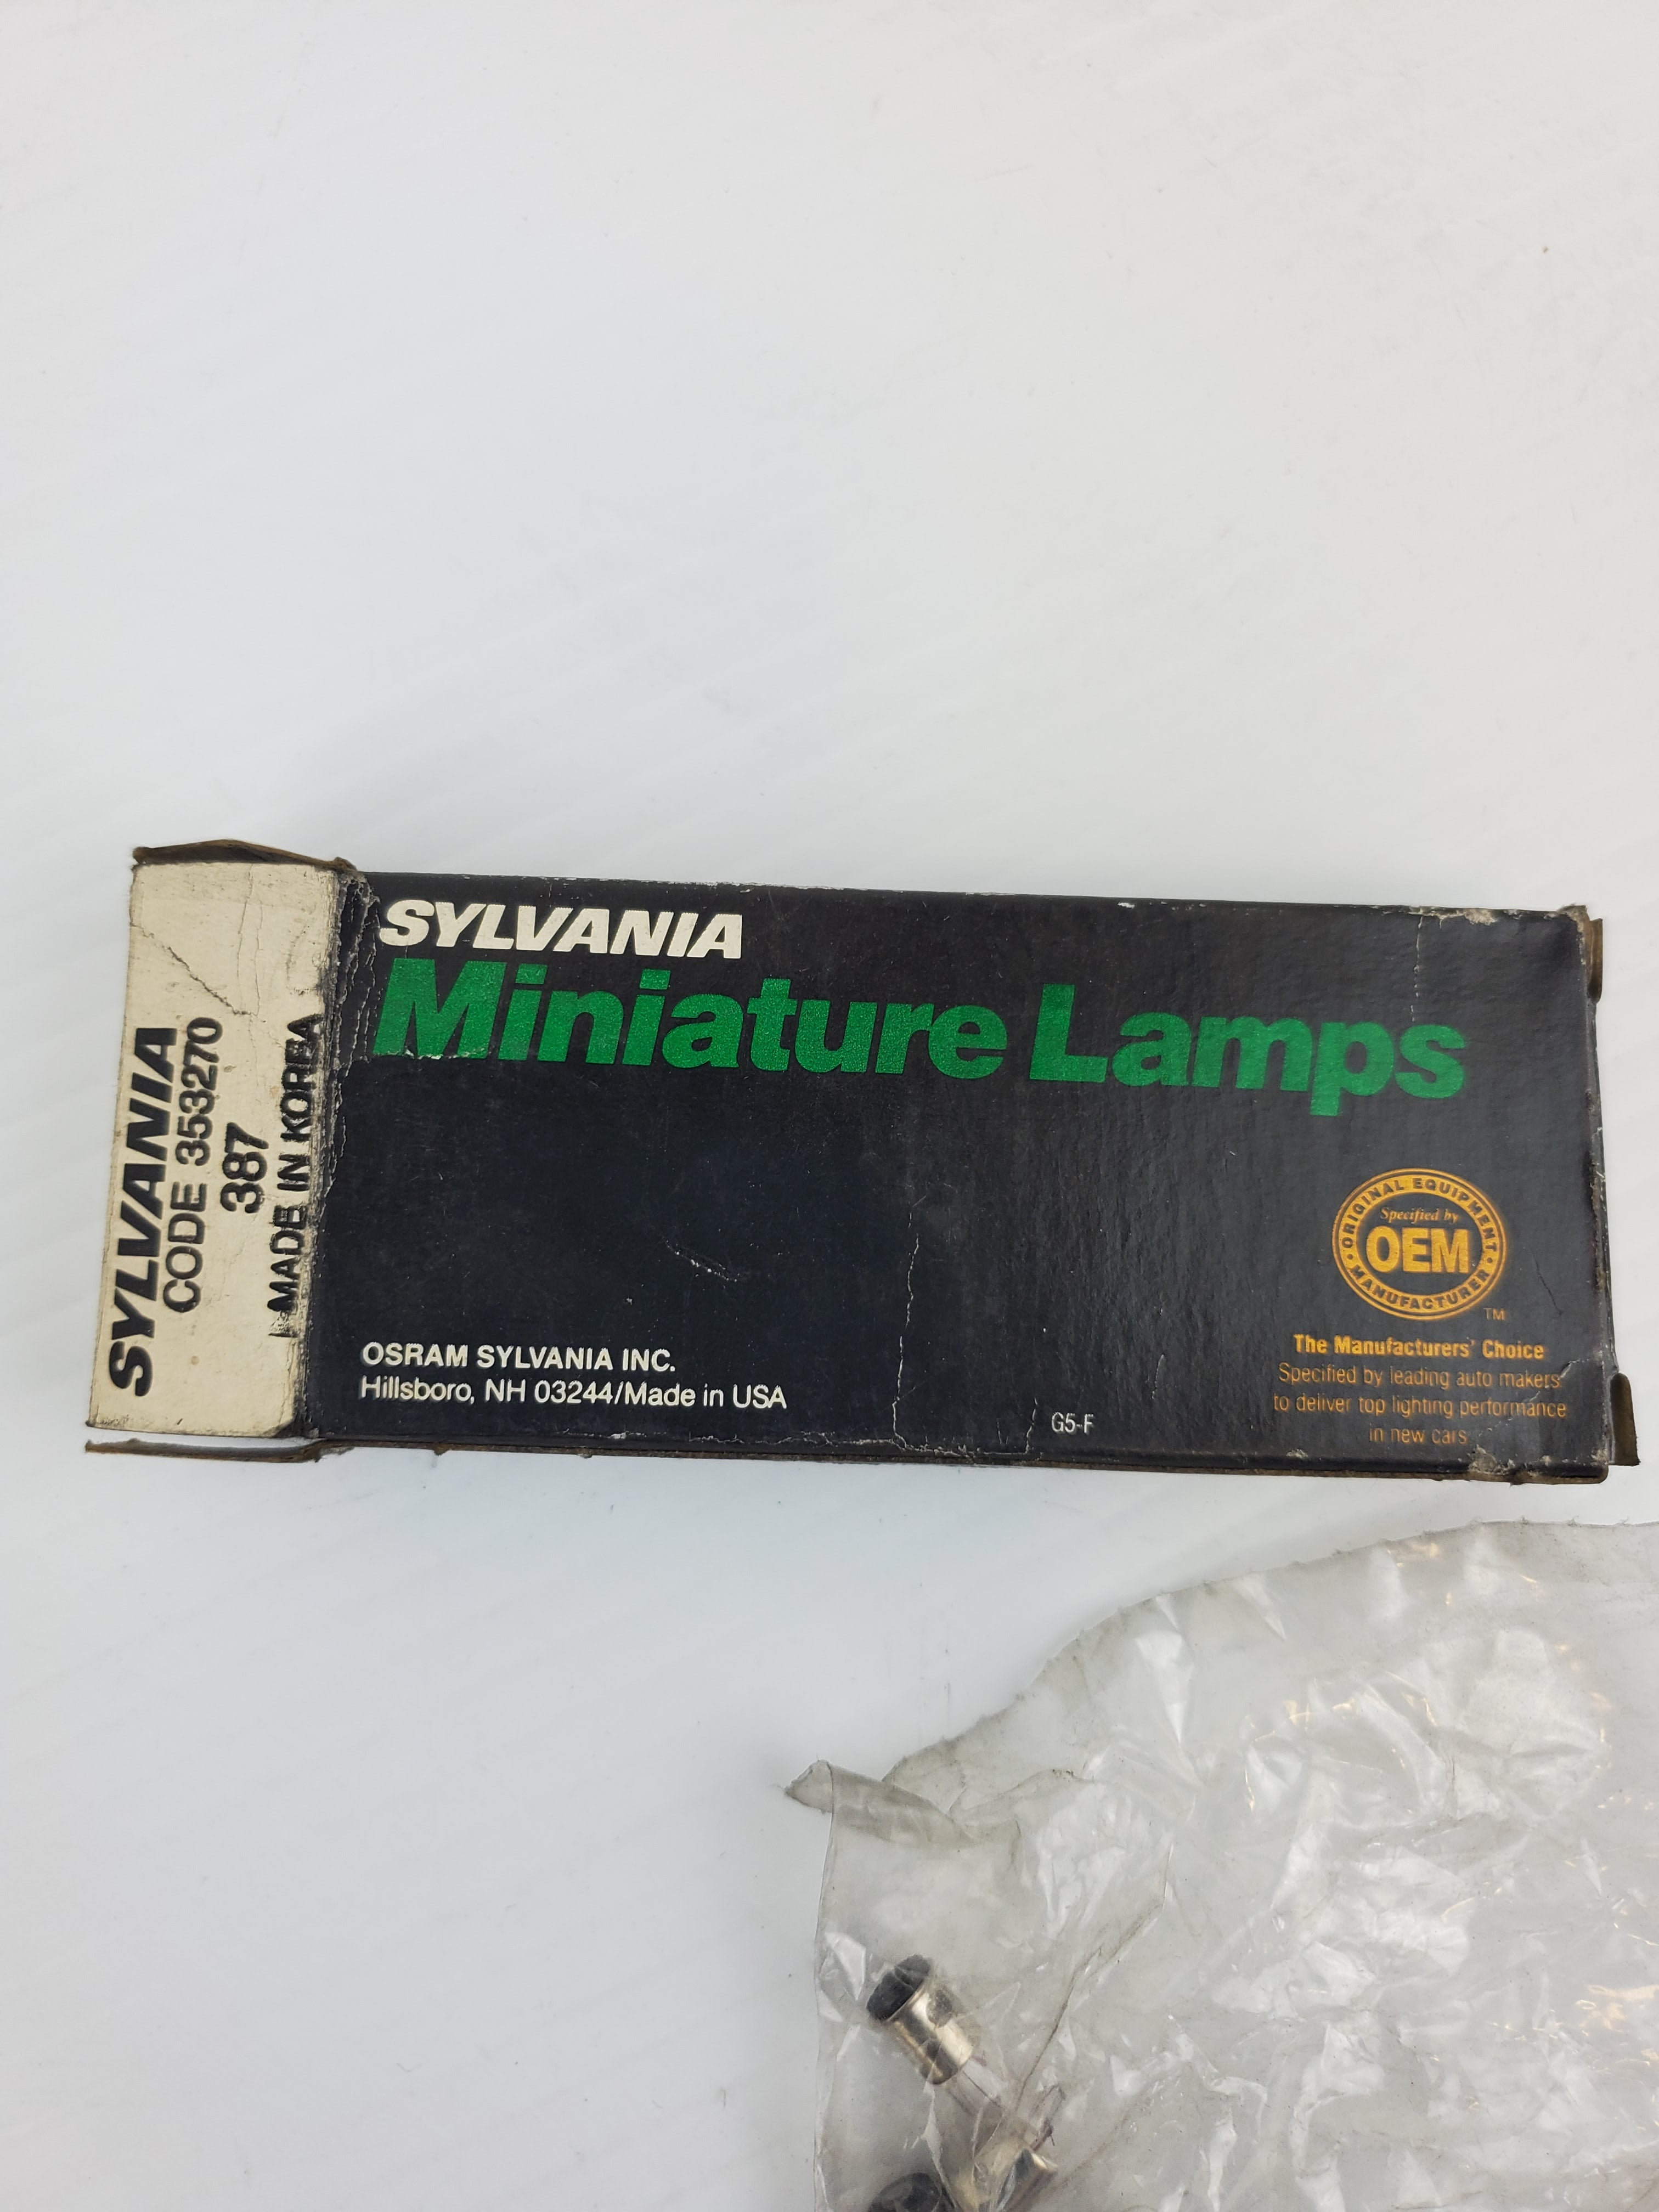 SYLVANIA
CODE 353270
387
MADE IN KOREA
SYLVANIA
Miniature Lamps
ORIGINAL EQUIPMENT
Specified by
OEM
MANUFACTURER
TM
The Manufacturers' Choice
Specified by leading auto makers
to deliver top lighting performance
in new cars
OSRAM SYLVANIA INC.
Hillsboro, NH 03244/Made in USA
G5-F